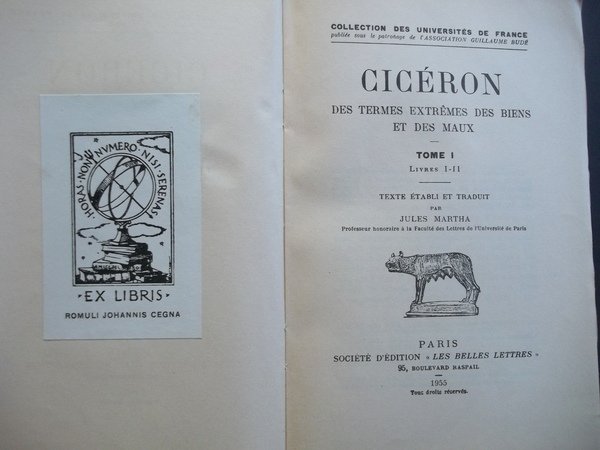 HORAS·NON·NVMERO·NISI·SERENAS
EX LIBRIS
ROMULI JOHANNIS CEGNA
COLLECTION DES UNIVERSITÉS DE FRANCE
publiée sous le patronage de l'ASSOCIATION GUILLAUME BUDÉ
CICÉRON
DES TERMES EXTRÊMES DES BIENS
ET DES MAUX
TOME I
LIVRES I-II
TEXTE ÉTABLI ET TRADUIT
PAR
JULES MARTHA
Professeur honoraire à la Faculté des Lettres de l'Université de Paris
PARIS
SOCIÉTÉ D'ÉDITION « LES BELLES LETTRES »
95, BOULEVARD RASPAIL
1955
Tous droits réservés.